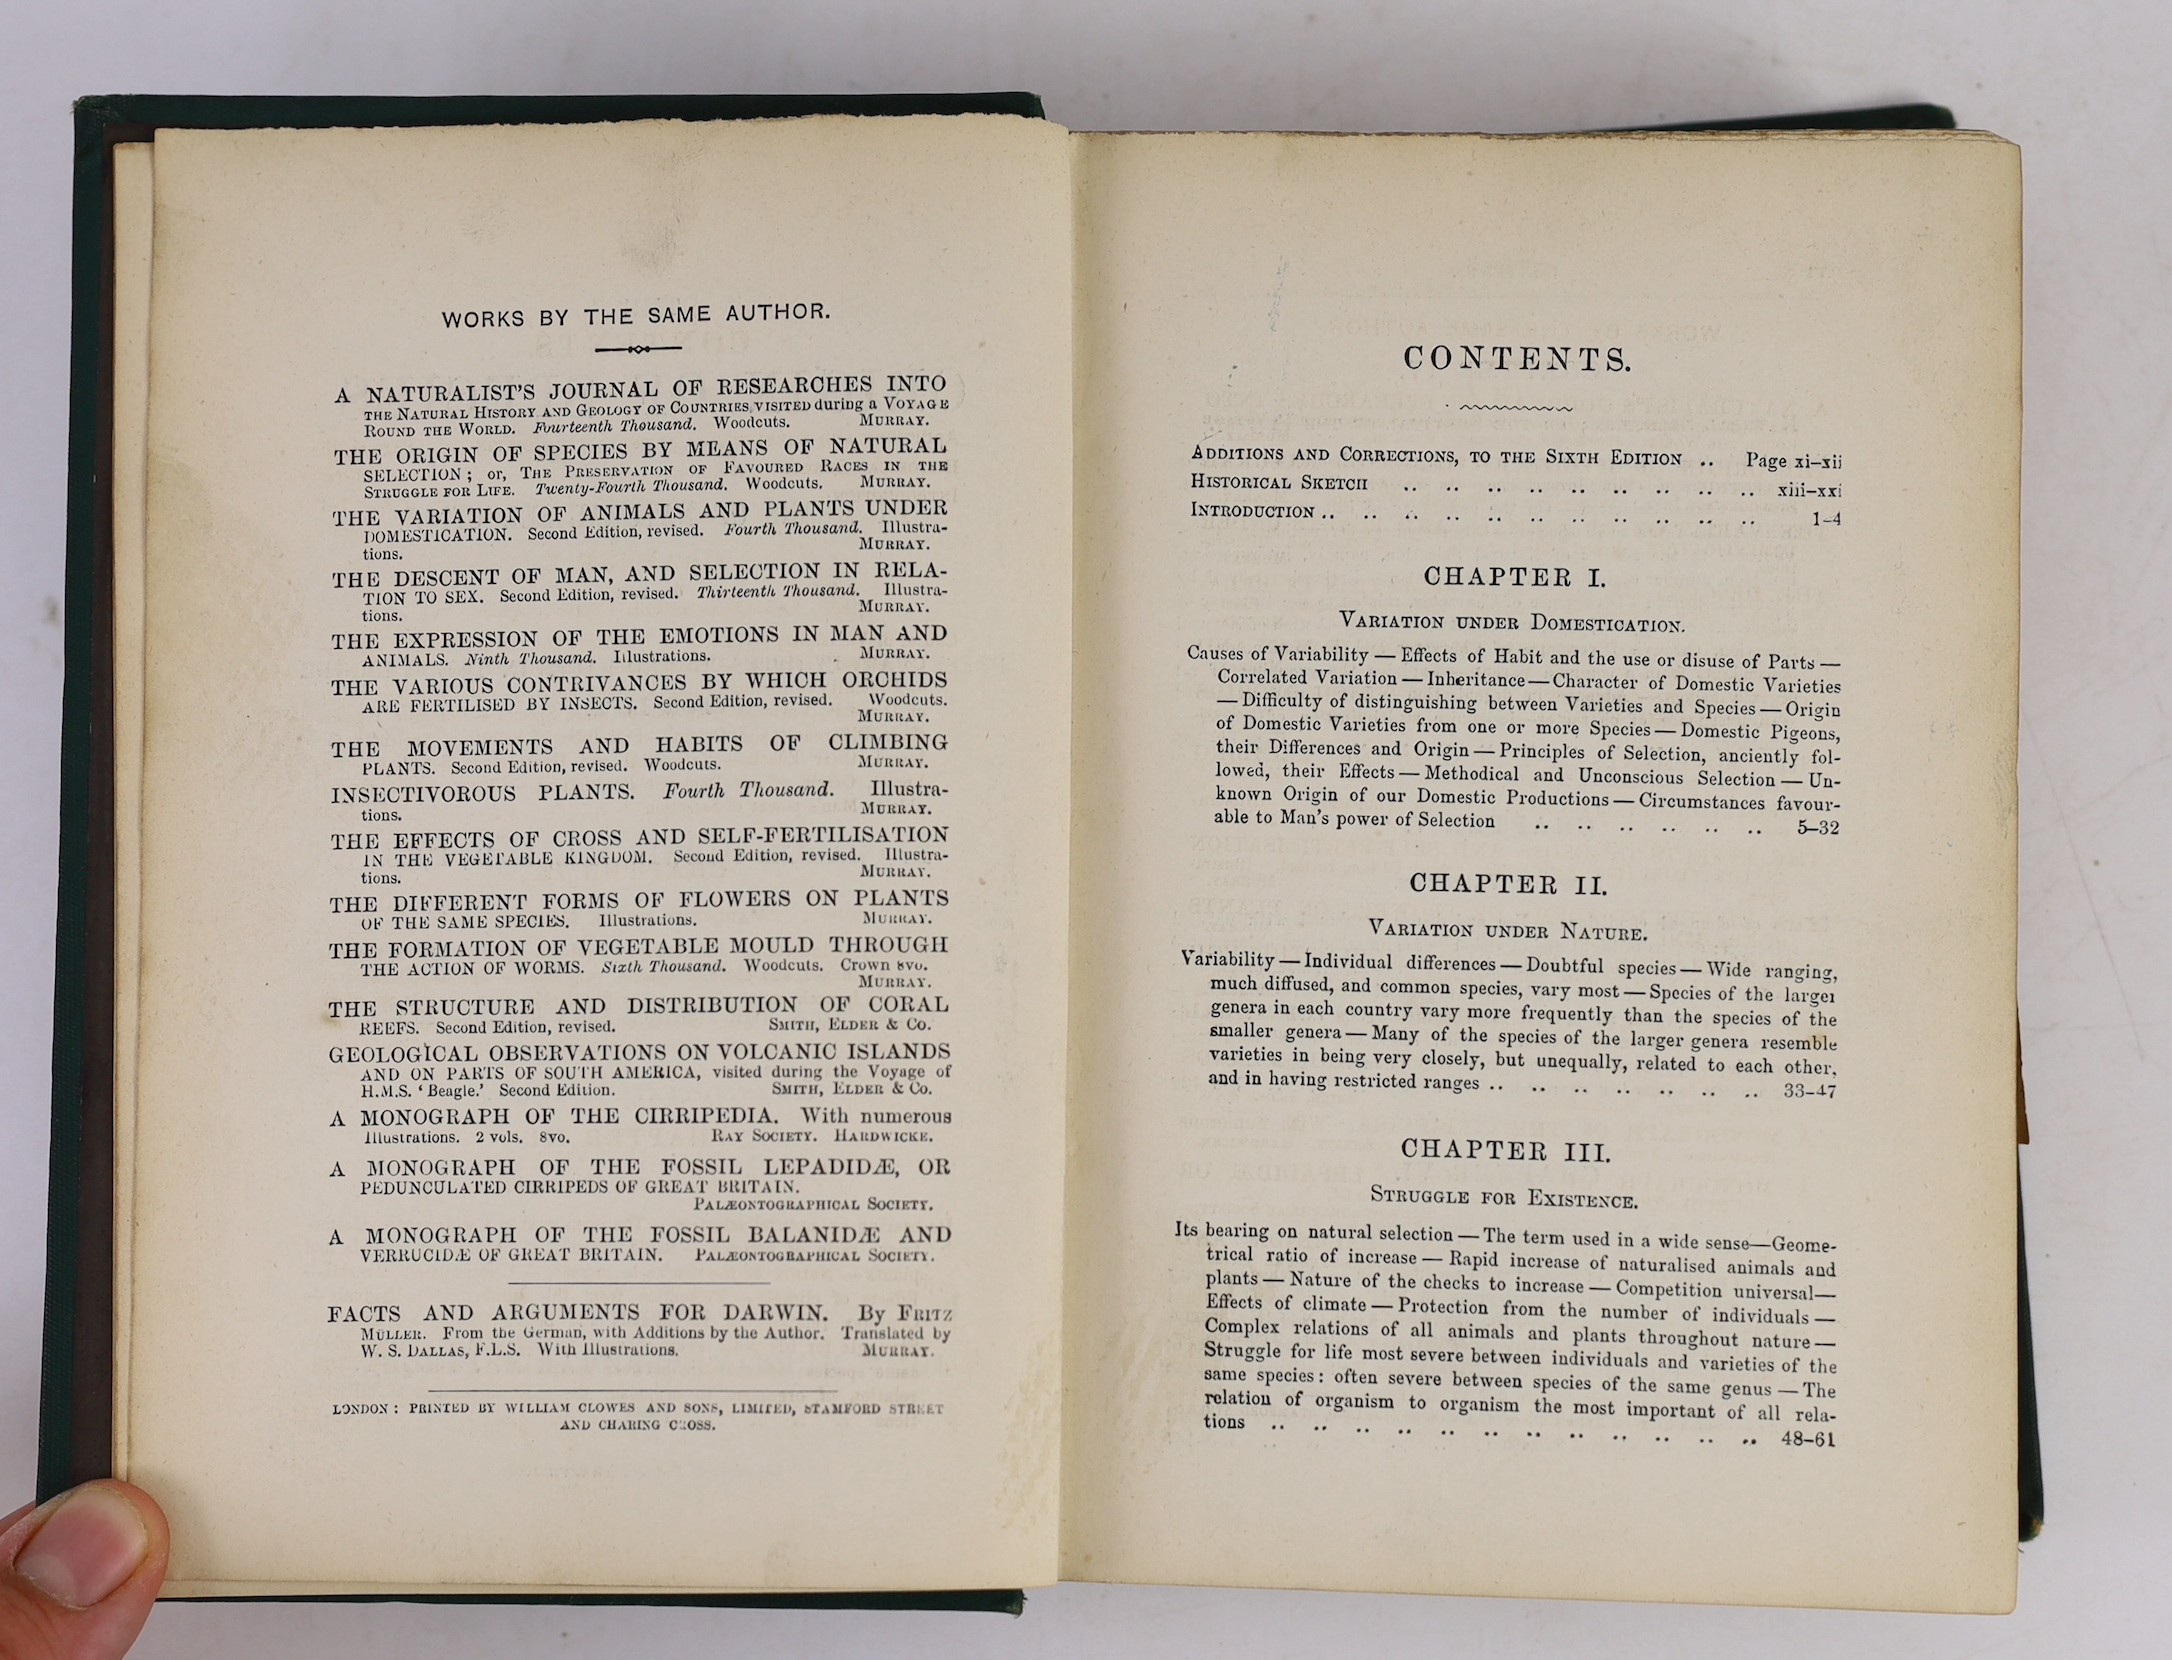 WORKS BY THE SAME AUTHOR.
A NATURALIST'S JOURNAL OF RESEARCHES INTO
THE NATURAL HISTORY AND GEOLOGY OF COUNTRIES VISITED during a VOYAGE
ROUND THE WORLD. Fourteenth Thousand. Woodcuts. MURRAY.
THE ORIGIN OF SPECIES BY MEANS OF NATURAL
SELECTION; or, THE PRESERVATION OF FAVOURED RACES IN THE
STRUGGLE FOR LIFE. Twenty-Fourth Thousand. Woodcuts. MURRAY.
THE VARIATION OF ANIMALS AND PLANTS UNDER
DOMESTICATION. Second Edition, revised. Fourth Thousand. Illustra-
tions. MURRAY.
THE DESCENT OF MAN, AND SELECTION IN RELA-
TION TO SEX. Second Edition, revised. Thirteenth Thousand. Illustra-
tions. MURRAY.
THE EXPRESSION OF THE EMOTIONS IN MAN AND
ANIMALS. Ninth Thousand. Illustrations. MURRAY.
THE VARIOUS CONTRIVANCES BY WHICH ORCHIDS
ARE FERTILISED BY INSECTS. Second Edition, revised. Woodcuts.
MURRAY.
THE MOVEMENTS AND HABITS OF CLIMBING
PLANTS. Second Edition, revised. Woodcuts. MURRAY.
INSECTIVOROUS PLANTS. Fourth Thousand. Illustra-
tions. MURRAY.
THE EFFECTS OF CROSS AND SELF-FERTILISATION
IN THE VEGETABLE KINGDOM. Second Edition, revised. Illustra-
tions. MURRAY.
THE DIFFERENT FORMS OF FLOWERS ON PLANTS
OF THE SAME SPECIES. Illustrations. MURRAY.
THE FORMATION OF VEGETABLE MOULD THROUGH
THE ACTION OF WORMS. Sixth Thousand. Woodcuts. Crown 8vo.
MURRAY.
THE STRUCTURE AND DISTRIBUTION OF CORAL
REEFS. Second Edition, revised. SMITH, ELDER & Co.
GEOLOGICAL OBSERVATIONS ON VOLCANIC ISLANDS
AND ON PARTS OF SOUTH AMERICA, visited during the Voyage of
H.M.S. 'Beagle.' Second Edition. SMITH, ELDER & Co.
A MONOGRAPH OF THE CIRRIPEDIA. With numerous
Illustrations. 2 vols. 8vo. RAY SOCIETY. HARDWICKE.
A MONOGRAPH OF THE FOSSIL LEPADIDÆ, OR
PEDUNCULATED CIRRIPEDS OF GREAT BRITAIN.
PALÆONTOGRAPHICAL SOCIETY.
A MONOGRAPH OF THE FOSSIL BALANIDÆ AND
VERRUCIDÆ OF GREAT BRITAIN. PALÆONTOGRAPHICAL SOCIETY.
FACTS AND ARGUMENTS FOR DARWIN. By FRITZ
MÜLLER. From the German, with Additions by the Author. Translated by
W. S. DALLAS, F.L.S. With Illustrations. MURRAY.
LONDON: PRINTED BY WILLIAM CLOWES AND SONS, LIMITED, STAMFORD STREET
AND CHARING CROSS.
CONTENTS.
ADDITIONS AND CORRECTIONS, TO THE SIXTH EDITION .. Page xi–xii
HISTORICAL SKETCH .. .. .. .. .. .. .. .. .. xiii–xxi
INTRODUCTION .. .. .. .. .. .. .. .. .. .. .. 1–4
CHAPTER I.
VARIATION UNDER DOMESTICATION.
Causes of Variability — Effects of Habit and the use or disuse of Parts —
Correlated Variation — Inheritance — Character of Domestic Varieties
— Difficulty of distinguishing between Varieties and Species — Origin
of Domestic Varieties from one or more Species — Domestic Pigeons,
their Differences and Origin — Principles of Selection, anciently fol-
lowed, their Effects — Methodical and Unconscious Selection — Un-
known Origin of our Domestic Productions — Circumstances favour-
able to Man's power of Selection .. .. .. .. .. .. 5–32
CHAPTER II.
VARIATION UNDER NATURE.
Variability — Individual differences — Doubtful species — Wide ranging,
much diffused, and common species, vary most — Species of the larger
genera in each country vary more frequently than the species of the
smaller genera — Many of the species of the larger genera resemble
varieties in being very closely, but unequally, related to each other,
and in having restricted ranges .. .. .. .. .. .. .. 33–47
CHAPTER III.
STRUGGLE FOR EXISTENCE.
Its bearing on natural selection — The term used in a wide sense — Geome-
trical ratio of increase — Rapid increase of naturalised animals and
plants — Nature of the checks to increase — Competition universal —
Effects of climate — Protection from the number of individuals —
Complex relations of all animals and plants throughout nature —
Struggle for life most severe between individuals and varieties of the
same species: often severe between species of the same genus — The
relation of organism to organism the most important of all rela-
tions .. .. .. .. .. .. .. .. .. .. .. .. 48–61